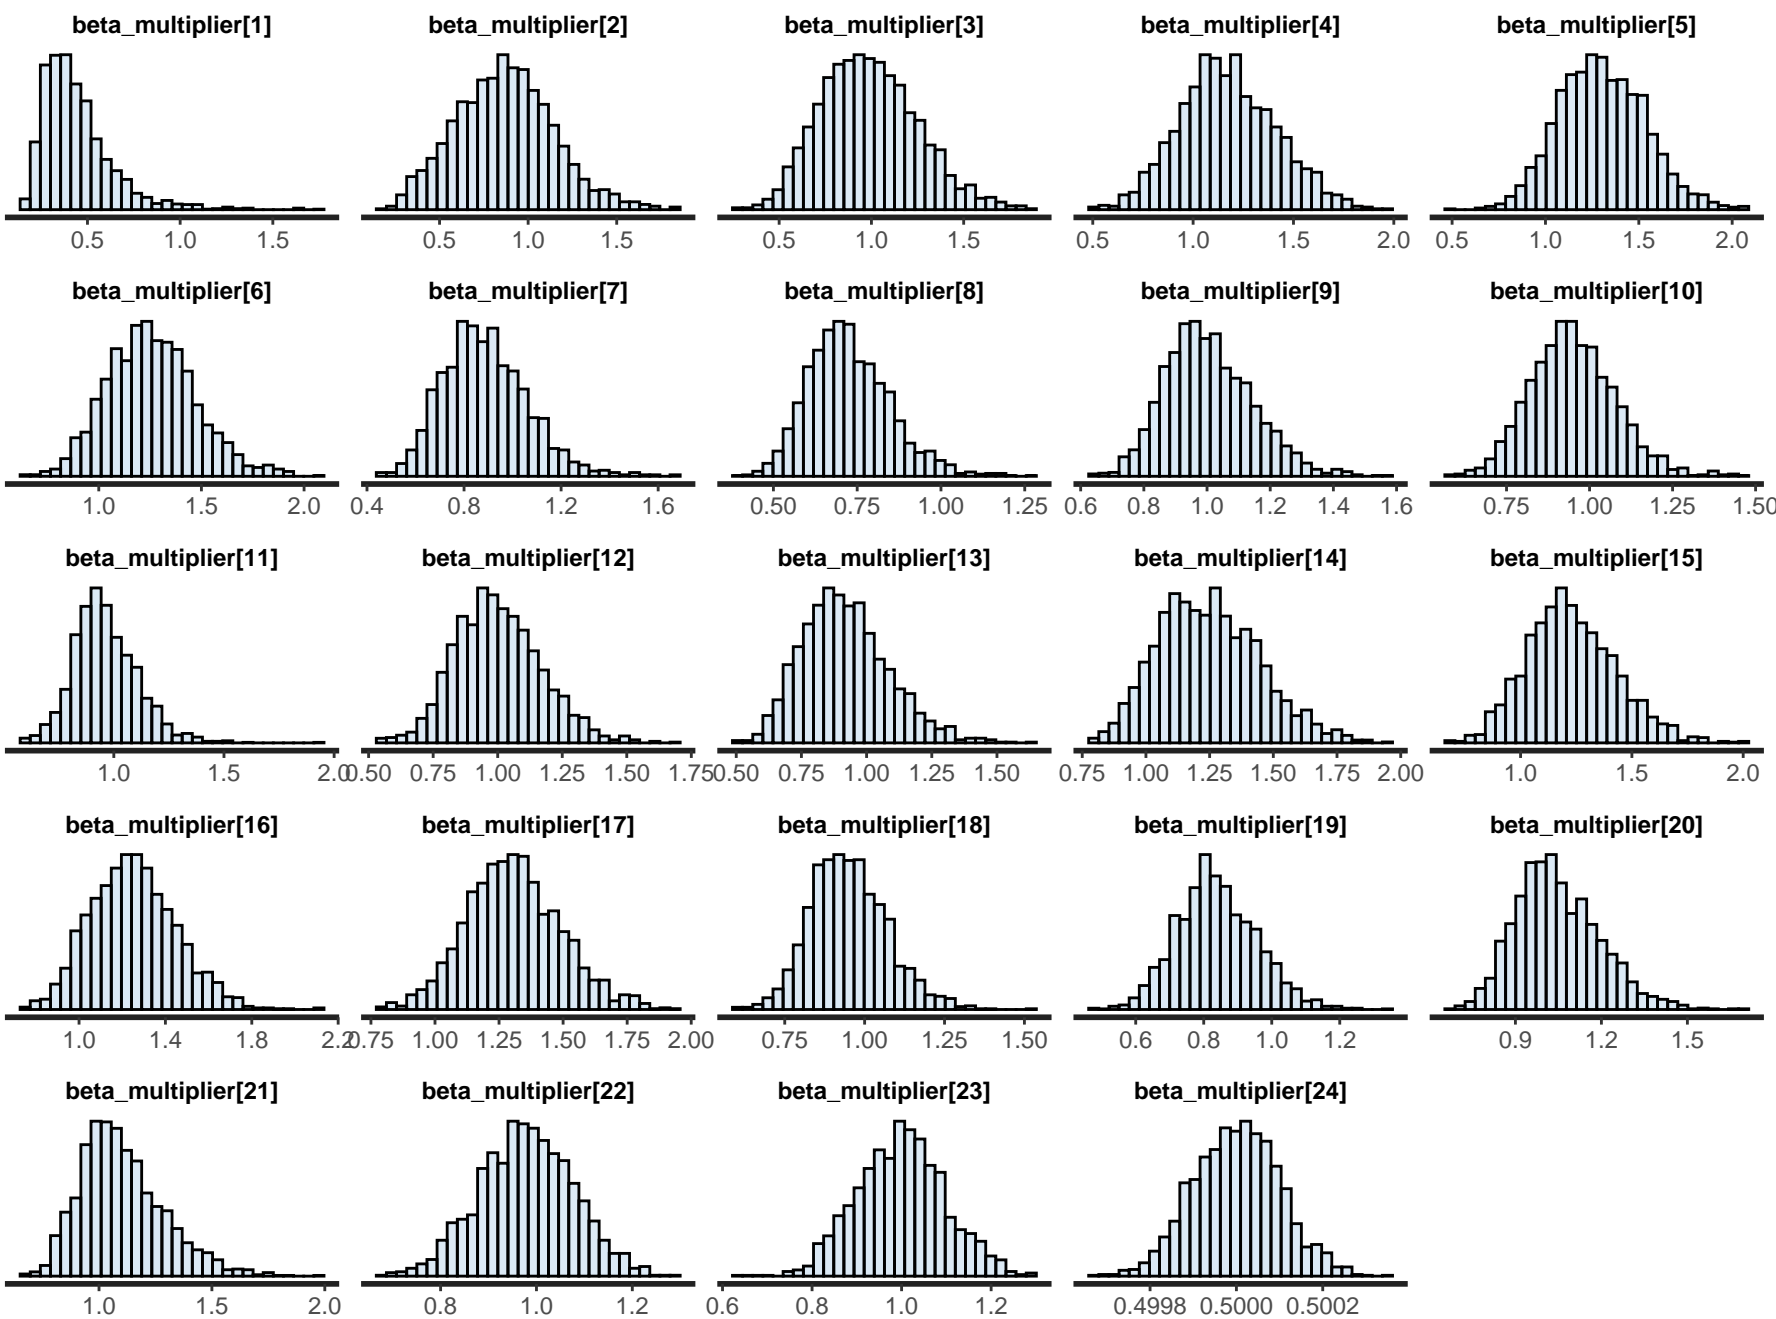 beta_multiplier[1] beta_multiplier[2] beta_multiplier[3] beta_multiplier[4] beta_multiplier[5]
0.5 1.0 1.5 0.5 1.0 1.5 0.5 1.0 1.5 0.5 1.0 1.5 2.0 0.5 1.0 1.5 2.0
beta_multiplier[6] beta_multiplier[7] beta_multiplier[8] beta_multiplier[9] beta_multiplier[10]
1.0 1.5 2.0 0.4 0.8 1.2 1.6 0.50 0.75 1.00 1.25 0.6 0.8 1.0 1.2 1.4 1.6 0.75 1.00 1.25 1.50
beta_multiplier[11] beta_multiplier[12] beta_multiplier[13] beta_multiplier[14] beta_multiplier[15]
1.0 1.5 2.0 0.50 0.75 1.00 1.25 1.50 1.75 0.50 0.75 1.00 1.25 1.50 0.75 1.00 1.25 1.50 1.75 2.00 1.0 1.5 2.0
beta_multiplier[16] beta_multiplier[17] beta_multiplier[18] beta_multiplier[19] beta_multiplier[20]
1.0 1.4 1.8 2.2 0.75 1.00 1.25 1.50 1.75 2.00 0.75 1.00 1.25 1.50 0.6 0.8 1.0 1.2 0.9 1.2 1.5
beta_multiplier[21] beta_multiplier[22] beta_multiplier[23] beta_multiplier[24]
1.0 1.5 2.0 0.8 1.0 1.2 0.6 0.8 1.0 1.2 0.4998 0.5000 0.5002